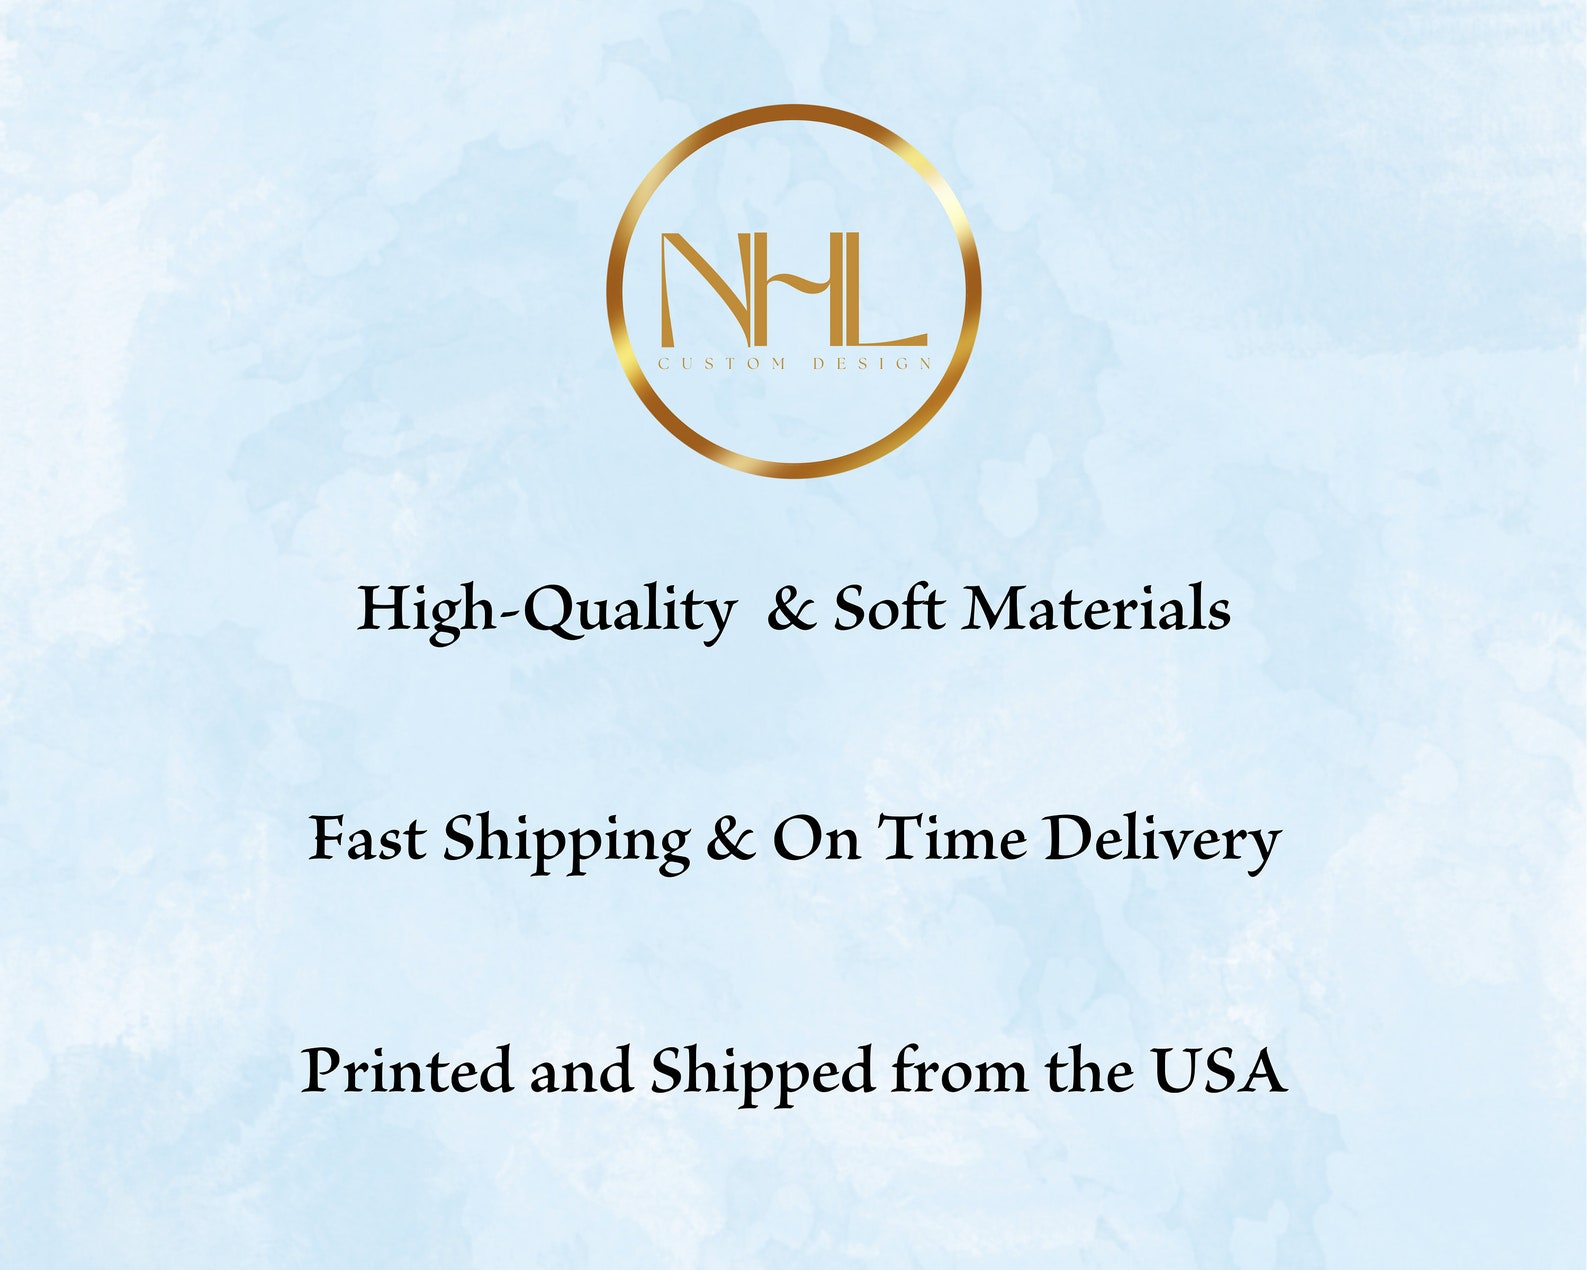 NHL
CUSTOM DESIGN
High-Quality & Soft Materials
Fast Shipping & On Time Delivery
Printed and Shipped from the USA